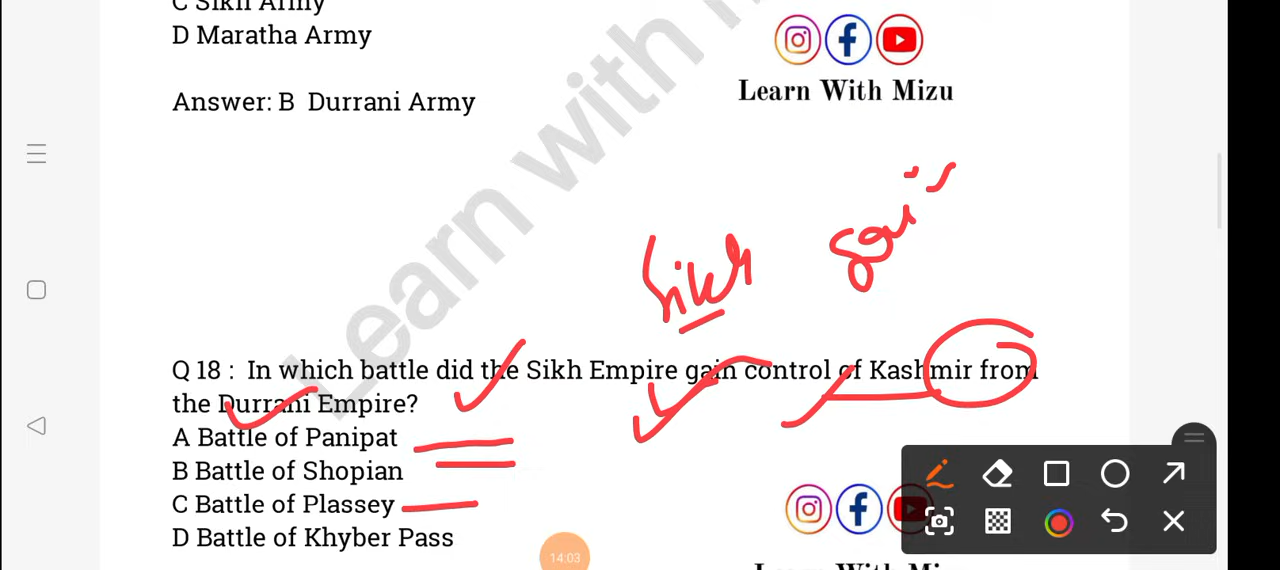 C Sikh Army
D Maratha Army
Learn With Mizu
Answer: B Durrani Army
Learn with
Sikh
Q 18 : In which battle did the Sikh Empire gain control of Kashmir from
the Durrani Empire?
A Battle of Panipat
B Battle of Shopian
C Battle of Plassey
D Battle of Khyber Pass
14:03